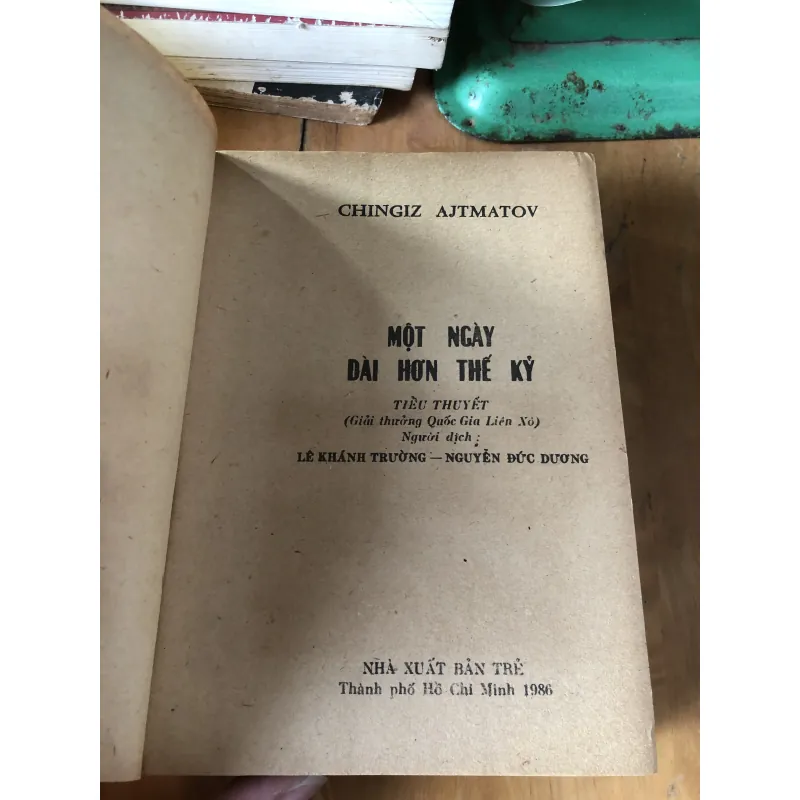 CHINGIZ AJTMATOV
MỘT NGÀY
DÀI HƠN THẾ KỶ
TIỂU THUYẾT
(Giải thưởng Quốc Gia Liên Xô)
Người dịch :
LÊ KHÁNH TRƯỜNG — NGUYỄN ĐỨC DƯƠNG
NHÀ XUẤT BẢN TRẺ
Thành phố Hồ Chí Minh 1986